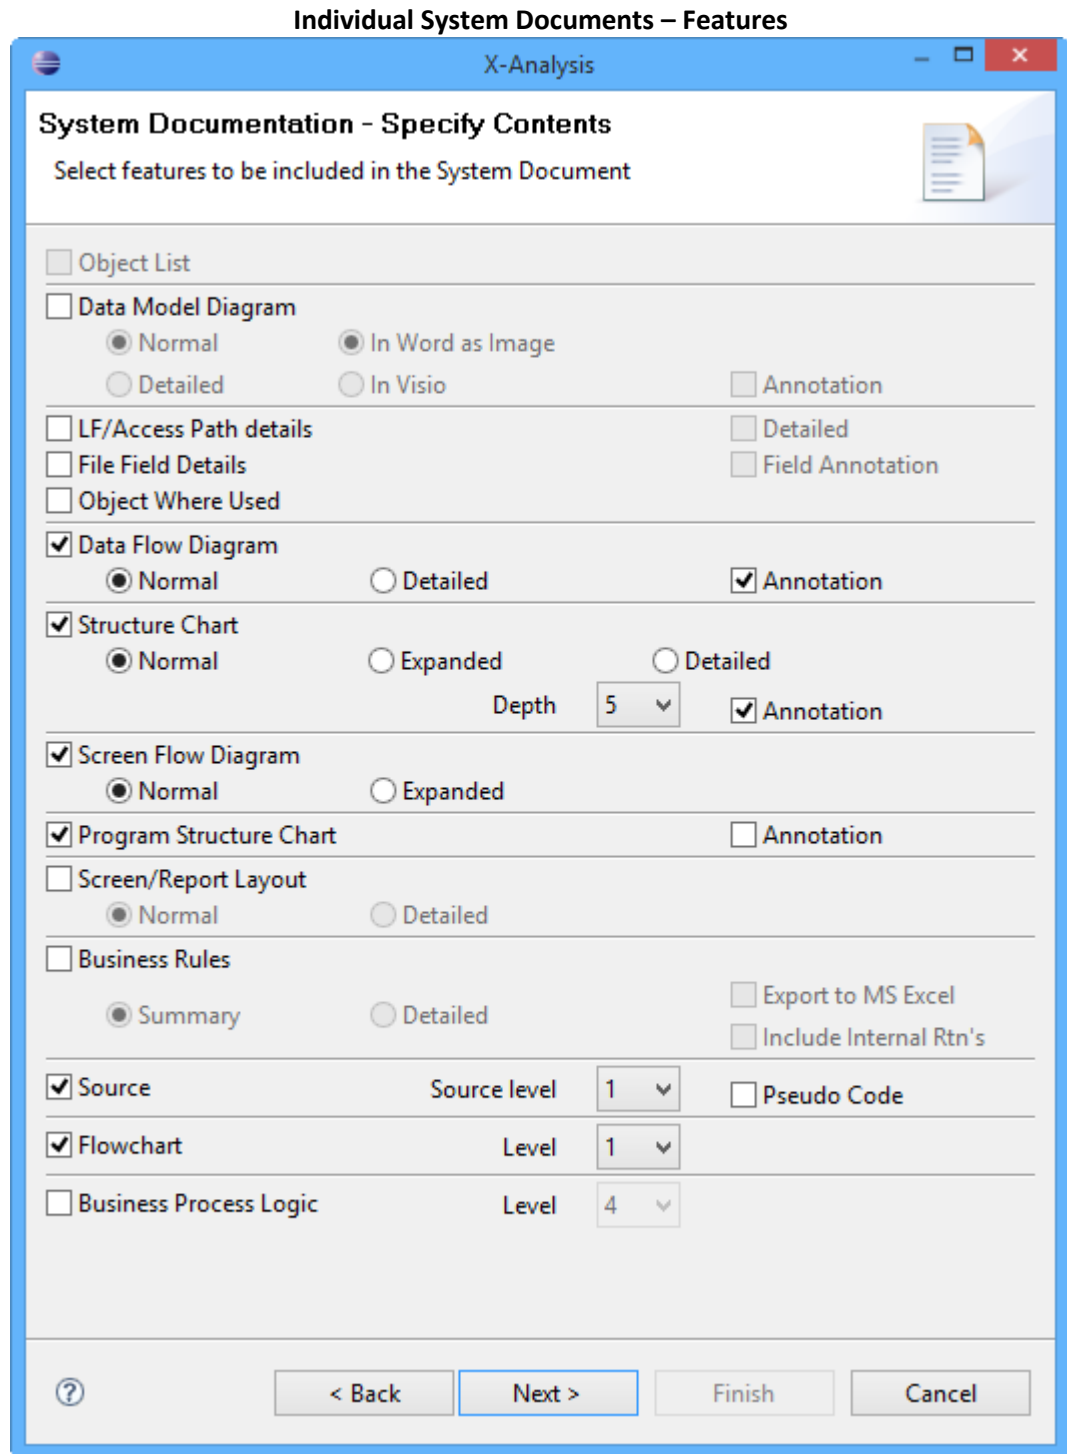 Individual System Documents – Features
X-Analysis
System Documentation - Specify Contents
Select features to be included in the System Document
Object List
Data Model Diagram
Normal In Word as Image
Detailed In Visio Annotation
LF/Access Path details Detailed
File Field Details Field Annotation
Object Where Used
Data Flow Diagram
Normal Detailed Annotation
Structure Chart
Normal Expanded Detailed
Depth 5 Annotation
Screen Flow Diagram
Normal Expanded
Program Structure Chart Annotation
Screen/Report Layout
Normal Detailed
Business Rules
Export to MS Excel
Summary Detailed
Include Internal Rtn's
Source Source level 1 Pseudo Code
Flowchart Level 1
Business Process Logic Level 4
? < Back Next > Finish Cancel